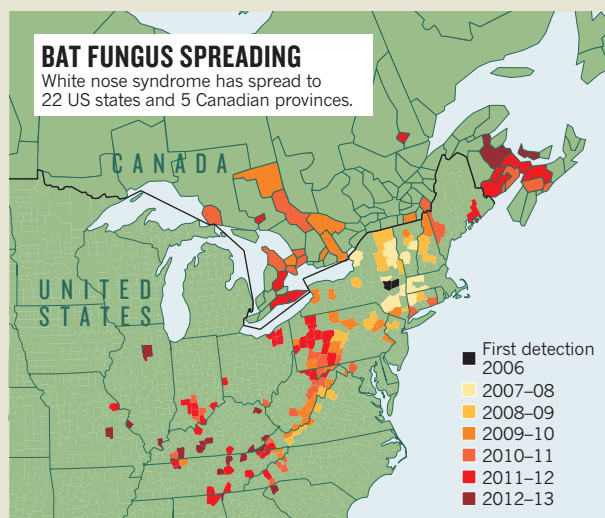 BAT FUNGUS SPREADING
White nose syndrome has spread to
22 US states and 5 Canadian provinces.
CANADA
UNITED
STATES
First detection
2006
2007–08
2008–09
2009–10
2010–11
2011–12
2012–13